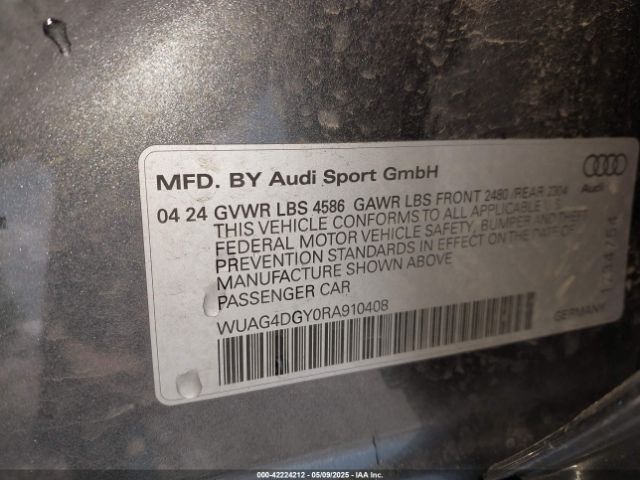 MFD. BY Audi Sport GmbH
04 24 GVWR LBS 4586 GAWR LBS FRONT 2480 /REAR 2304
THIS VEHICLE CONFORMS TO ALL APPLICABLE U.S
FEDERAL MOTOR VEHICLE SAFETY, BUMPER AND THEFT
PREVENTION STANDARDS IN EFFECT ON THE DATE OF
MANUFACTURE SHOWN ABOVE
PASSENGER CAR
WUAG4DGY0RA910408
Audi
GERMANY
000-42224212 - 05/09/2025 - IAA Inc.